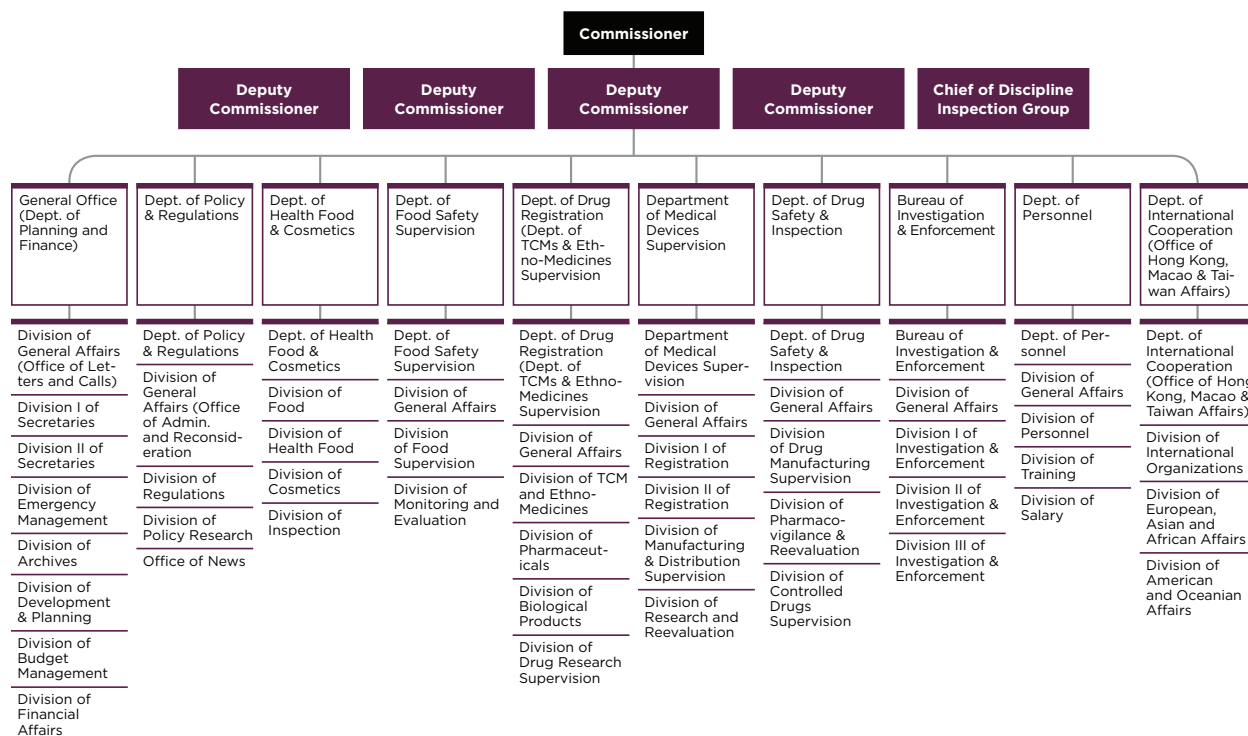 Commissioner
Deputy
Commissioner
Deputy
Commissioner
Deputy
Commissioner
Deputy
Commissioner
Chief of Discipline
Inspection Group
General Office
(Dept. of
Planning and
Finance)
Dept. of Policy
& Regulations
Dept. of
Health Food
& Cosmetics
Dept. of
Food Safety
Supervision
Dept. of Drug
Registration
(Dept. of
TCMs & Eth-
no-Medicines
Supervision
Department
of Medical
Devices
Supervision
Dept. of Drug
Safety &
Inspection
Bureau of
Investigation
& Enforcement
Dept. of
Personnel
Dept. of
International
Cooperation
(Office of
Hong Kong,
Macao & Tai-
wan Affairs)
Division of
General Affairs
(Office of Let-
ters and Calls)
Division I of
Secretaries
Division II of
Secretaries
Division of
Emergency
Management
Division of
Archives
Division of
Development
& Planning
Division of
Budget
Management
Division of
Financial
Affairs
Dept. of Policy
& Regulations
Division of
General
Affairs (Office
of Admin.
and Reconsid-
eration
Division of
Regulations
Division of
Policy Research
Office of News
Dept. of Health
Food &
Cosmetics
Division of
Food
Division of
Health Food
Division of
Cosmetics
Division of
Inspection
Dept. of
Food Safety
Supervision
Division of
General Affairs
Division
of Food
Supervision
Division of
Monitoring and
Evaluation
Dept. of Drug
Registration
(Dept. of
TCMs & Ethno-
Medicines
Supervision
Division of
General Affairs
Division of TCM
and Ethno-
Medicines
Division of
Pharmaceut-
icals
Division of
Biological
Products
Division of
Drug Research
Supervision
Department
of Medical
Devices Super-
vision
Division of
General Affairs
Division I of
Registration
Division II of
Registration
Division of
Manufacturing
& Distribution
Supervision
Division of
Research and
Reevaluation
Dept. of Drug
Safety &
Inspection
Division of
General Affairs
Division
of Drug
Manufacturing
Supervision
Division of
Pharmaco-
vigilance &
Reevaluation
Division of
Controlled
Drugs
Supervision
Bureau of
Investigation &
Enforcement
Division of
General Affairs
Division I of
Investigation &
Enforcement
Division II of
Investigation &
Enforcement
Division III of
Investigation &
Enforcement
Dept. of Per-
sonnel
Division of
General Affairs
Division of
Personnel
Division of
Training
Division of
Salary
Dept. of
International
Cooperation
(Office of Hong
Kong, Macao &
Taiwan Affairs)
Division of
International
Organizations
Division of
European,
Asian and
African Affairs
Division of
American
and Oceanian
Affairs